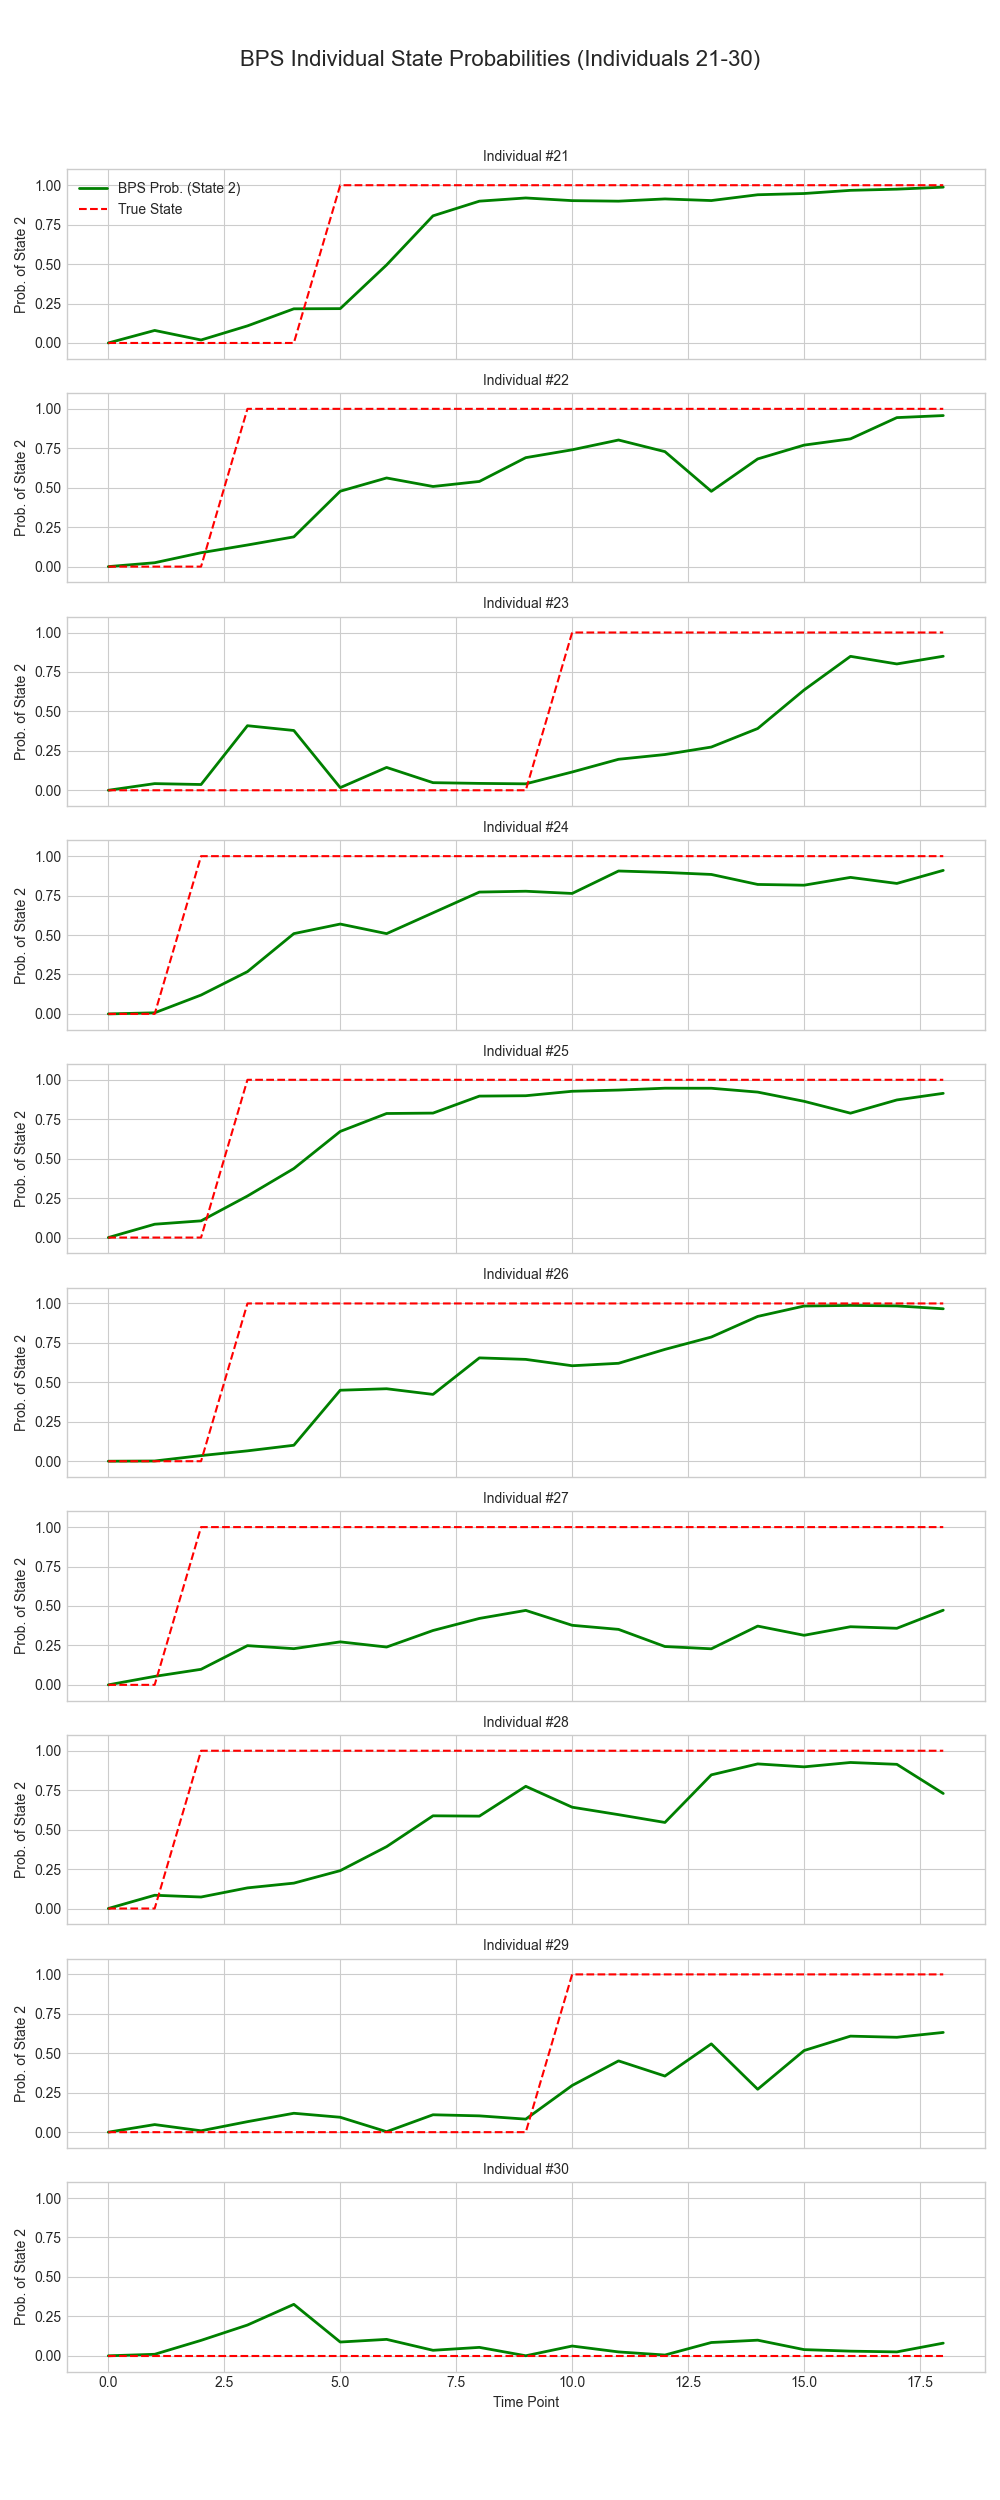 BPS Individual State Probabilities (Individuals 21-30)
Individual #21
1.00
0.75
0.50
0.25
0.00
Prob. of State 2
BPS Prob. (State 2)
True State
Individual #22
1.00
0.75
0.50
0.25
0.00
Prob. of State 2
Individual #23
1.00
0.75
0.50
0.25
0.00
Prob. of State 2
Individual #24
1.00
0.75
0.50
0.25
0.00
Prob. of State 2
Individual #25
1.00
0.75
0.50
0.25
0.00
Prob. of State 2
Individual #26
1.00
0.75
0.50
0.25
0.00
Prob. of State 2
Individual #27
1.00
0.75
0.50
0.25
0.00
Prob. of State 2
Individual #28
1.00
0.75
0.50
0.25
0.00
Prob. of State 2
Individual #29
1.00
0.75
0.50
0.25
0.00
Prob. of State 2
Individual #30
1.00
0.75
0.50
0.25
0.00
Prob. of State 2
0.0 2.5 5.0 7.5 10.0 12.5 15.0 17.5
Time Point